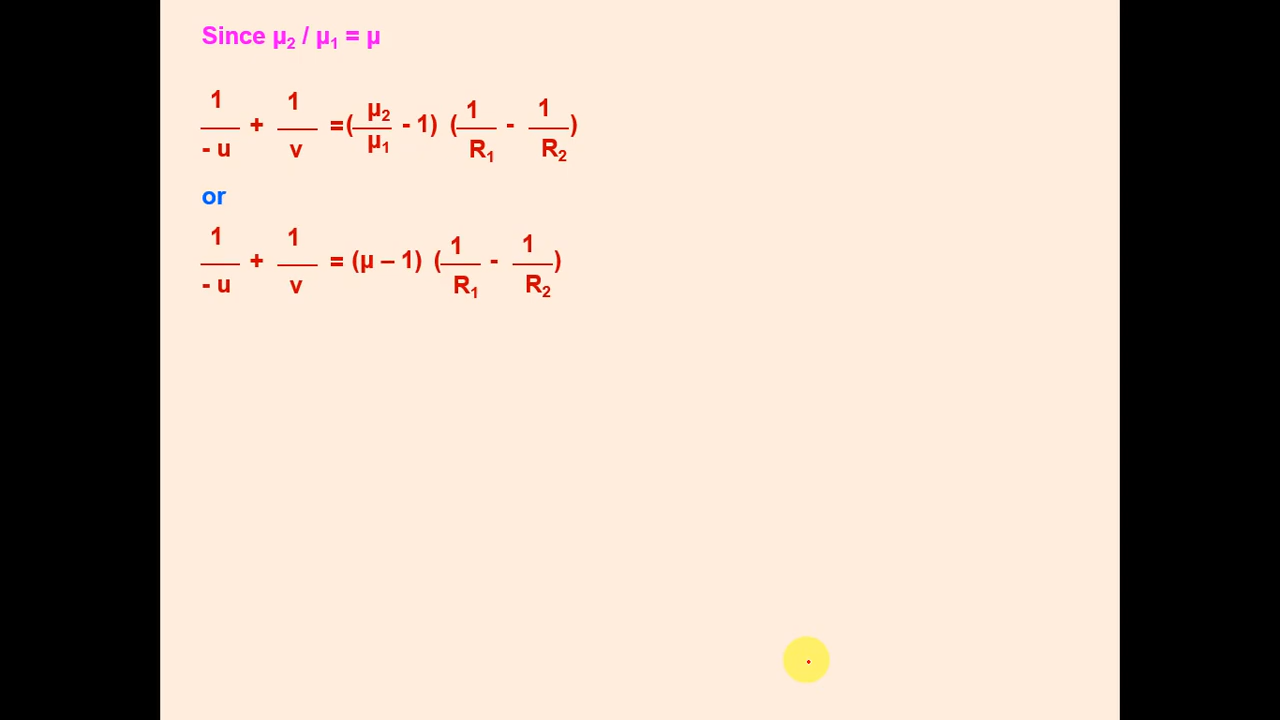 Since μ₂ / μ₁ = μ
1 1 μ₂ 1 1
+ =( - 1) ( - )
- u v μ₁ R₁ R₂
or
1 1 1 1
+ = (μ – 1) ( - )
- u v R₁ R₂